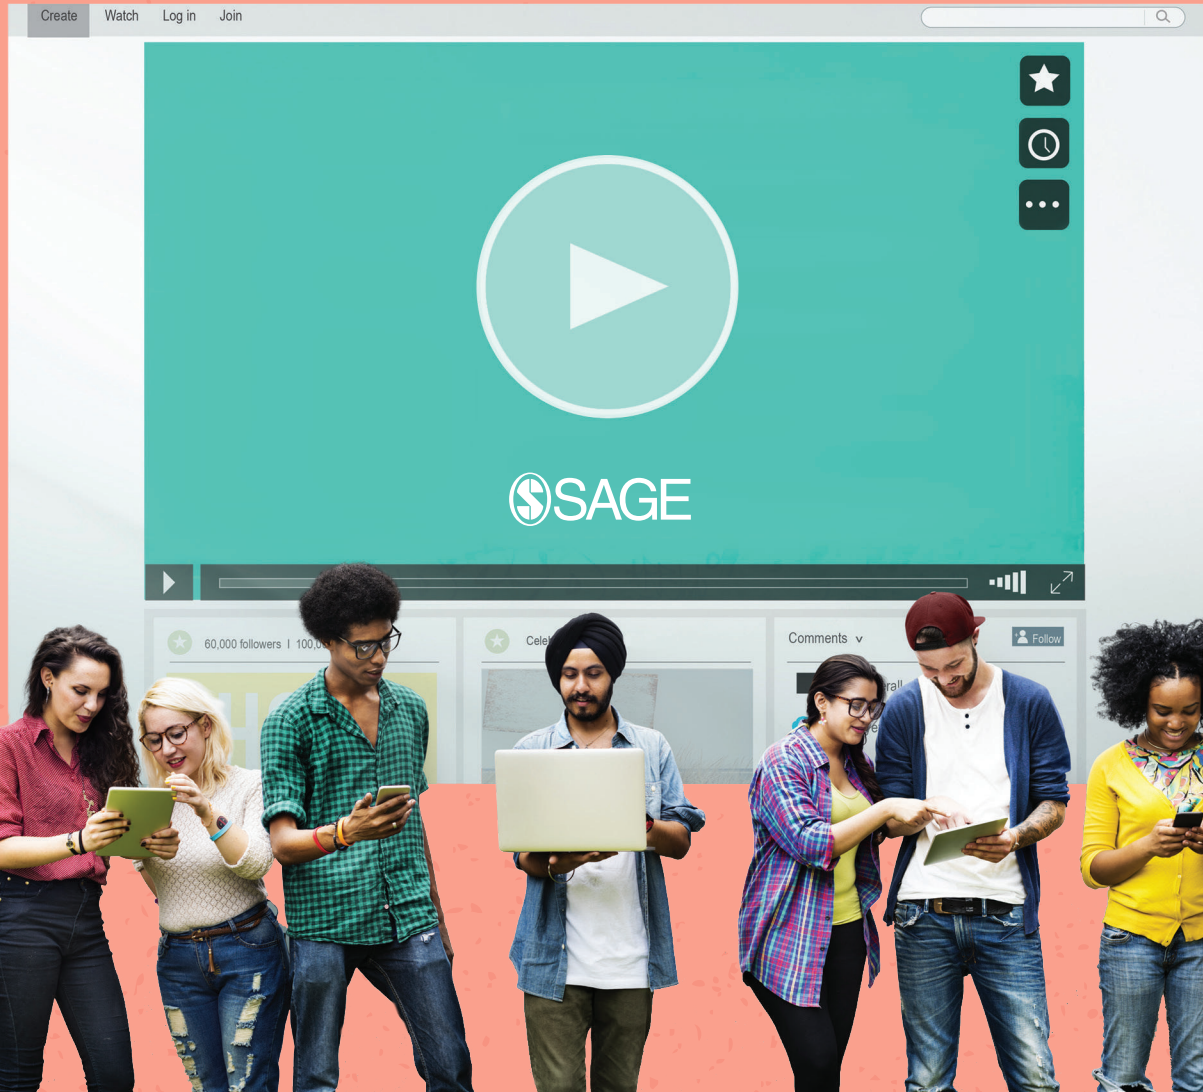 Create Watch Log in Join
SAGE
60,000 followers I
Comments v
Follow